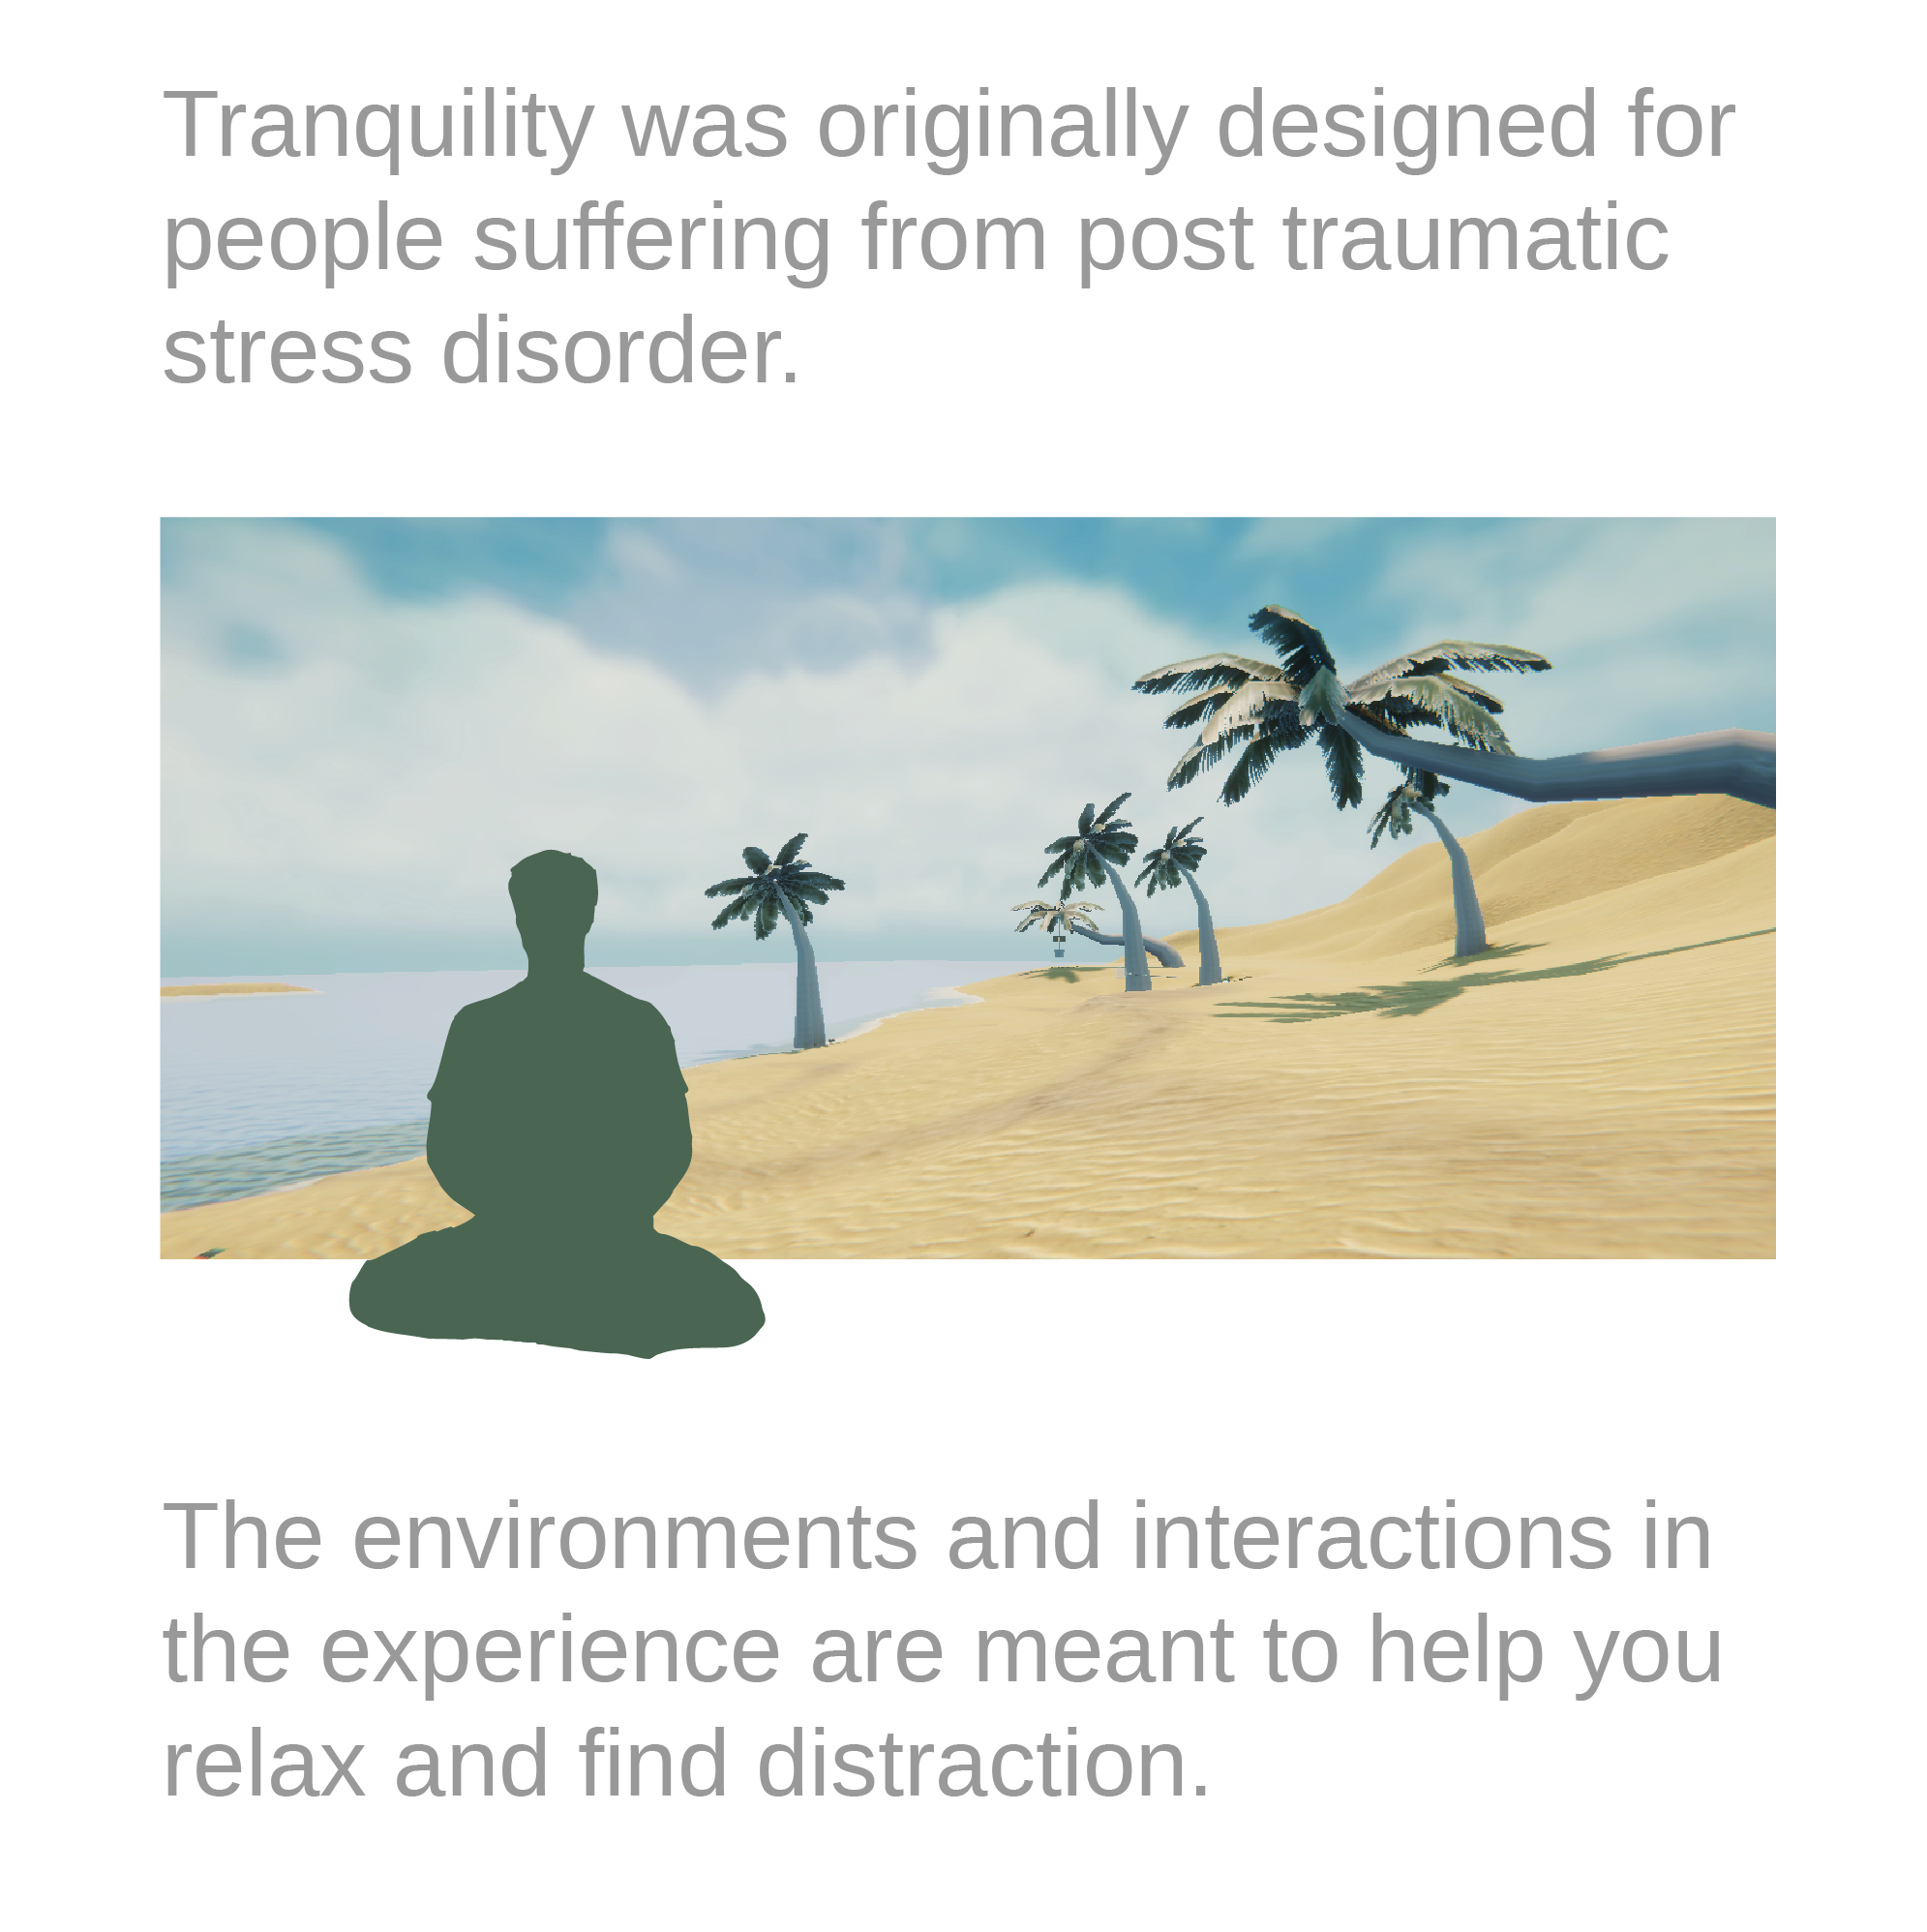 Tranquility was originally designed for
people suffering from post traumatic
stress disorder.
The environments and interactions in
the experience are meant to help you
relax and find distraction.